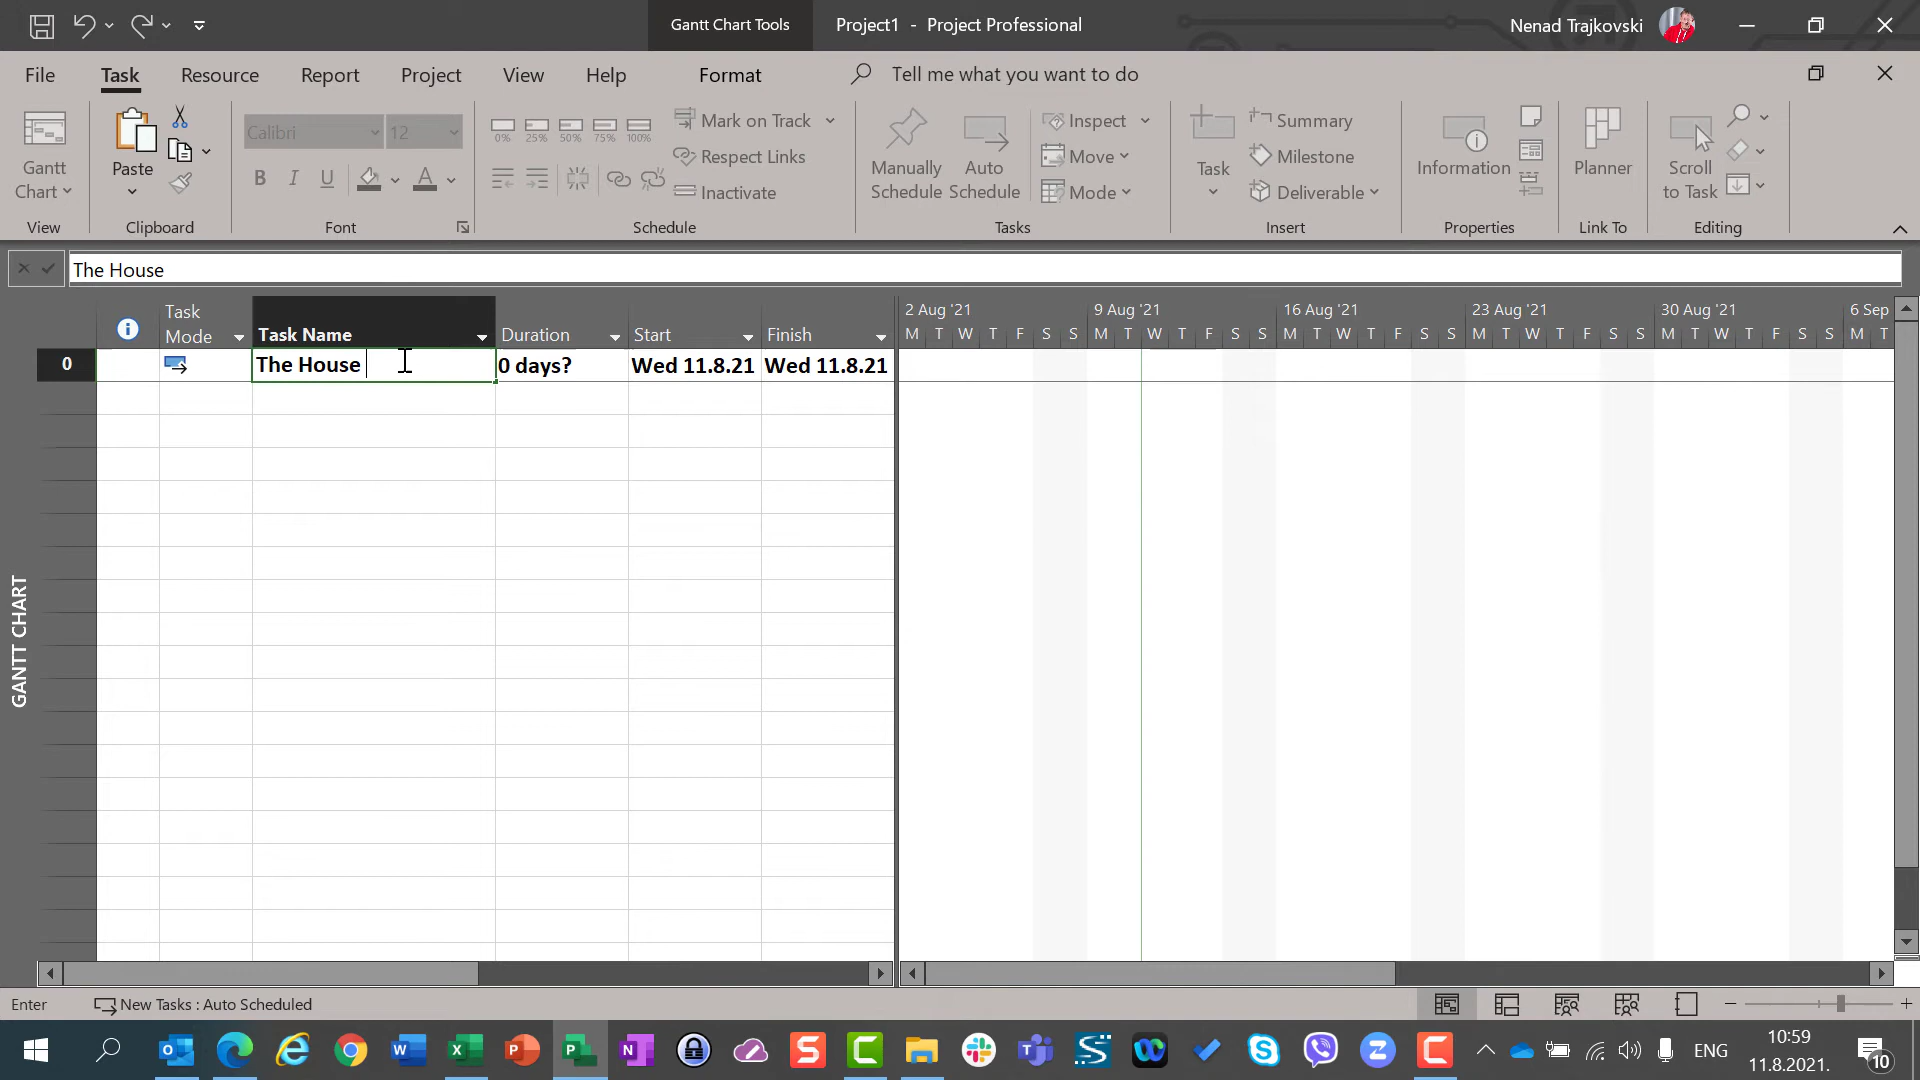 Gantt Chart Tools
Project1 - Project Professional
Nenad Trajkovski
File Task Resource Report Project View Help Format Tell me what you want to do
Gantt Chart
View
Paste
Clipboard
Calibri 12
B I U A
Font
0% 25% 50% 75% 100%
Mark on Track
Respect Links
Inactivate
Schedule
Manually Schedule
Auto Schedule
Inspect
Move
Mode
Tasks
Task
Summary
Milestone
Deliverable
Insert
Information
Properties
Planner
Link To
Scroll to Task
Editing
The House
Task Mode Task Name Duration Start Finish
2 Aug '21 9 Aug '21 16 Aug '21 23 Aug '21 30 Aug '21 6 Sep
M T W T F S S M T W T F S S M T W T F S S M T W T F S S M T W T F S S M T
0 The House 0 days? Wed 11.8.21 Wed 11.8.21
GANTT CHART
Enter New Tasks : Auto Scheduled
ENG
10:59
11.8.2021.
10